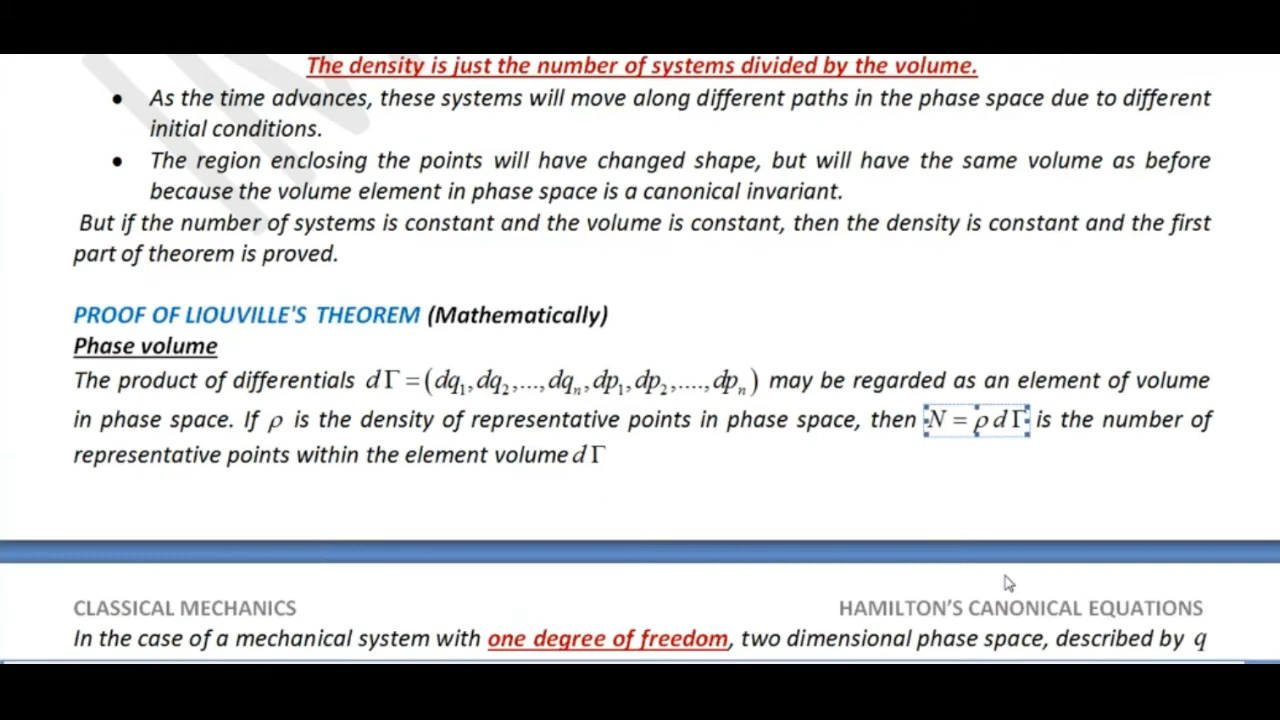 The density is just the number of systems divided by the volume.
• As the time advances, these systems will move along different paths in the phase space due to different
initial conditions.
• The region enclosing the points will have changed shape, but will have the same volume as before
because the volume element in phase space is a canonical invariant.
But if the number of systems is constant and the volume is constant, then the density is constant and the first
part of theorem is proved.
PROOF OF LIOUVILLE'S THEOREM (Mathematically)
Phase volume
The product of differentials dΓ = (dq₁, dq₂,..., dqₙ, dp₁, dp₂,...., dpₙ) may be regarded as an element of volume
in phase space. If ρ is the density of representative points in phase space, then N = ρ dΓ is the number of
representative points within the element volume dΓ
CLASSICAL MECHANICS HAMILTON’S CANONICAL EQUATIONS
In the case of a mechanical system with one degree of freedom, two dimensional phase space, described by q